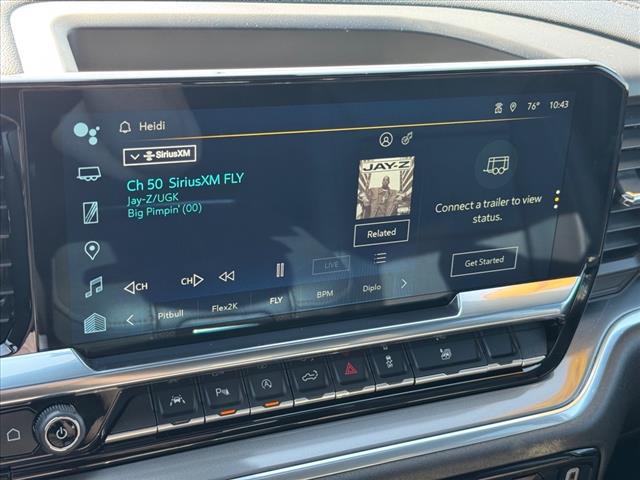 Heidi
76° 10:43
SiriusXM
Ch 50 SiriusXM FLY
Jay-Z/UGK
Big Pimpin' (00)
JAY-Z
Related
Connect a trailer to view
status.
Get Started
CH CH LIVE
Pitbull Flex2K FLY BPM Diplo